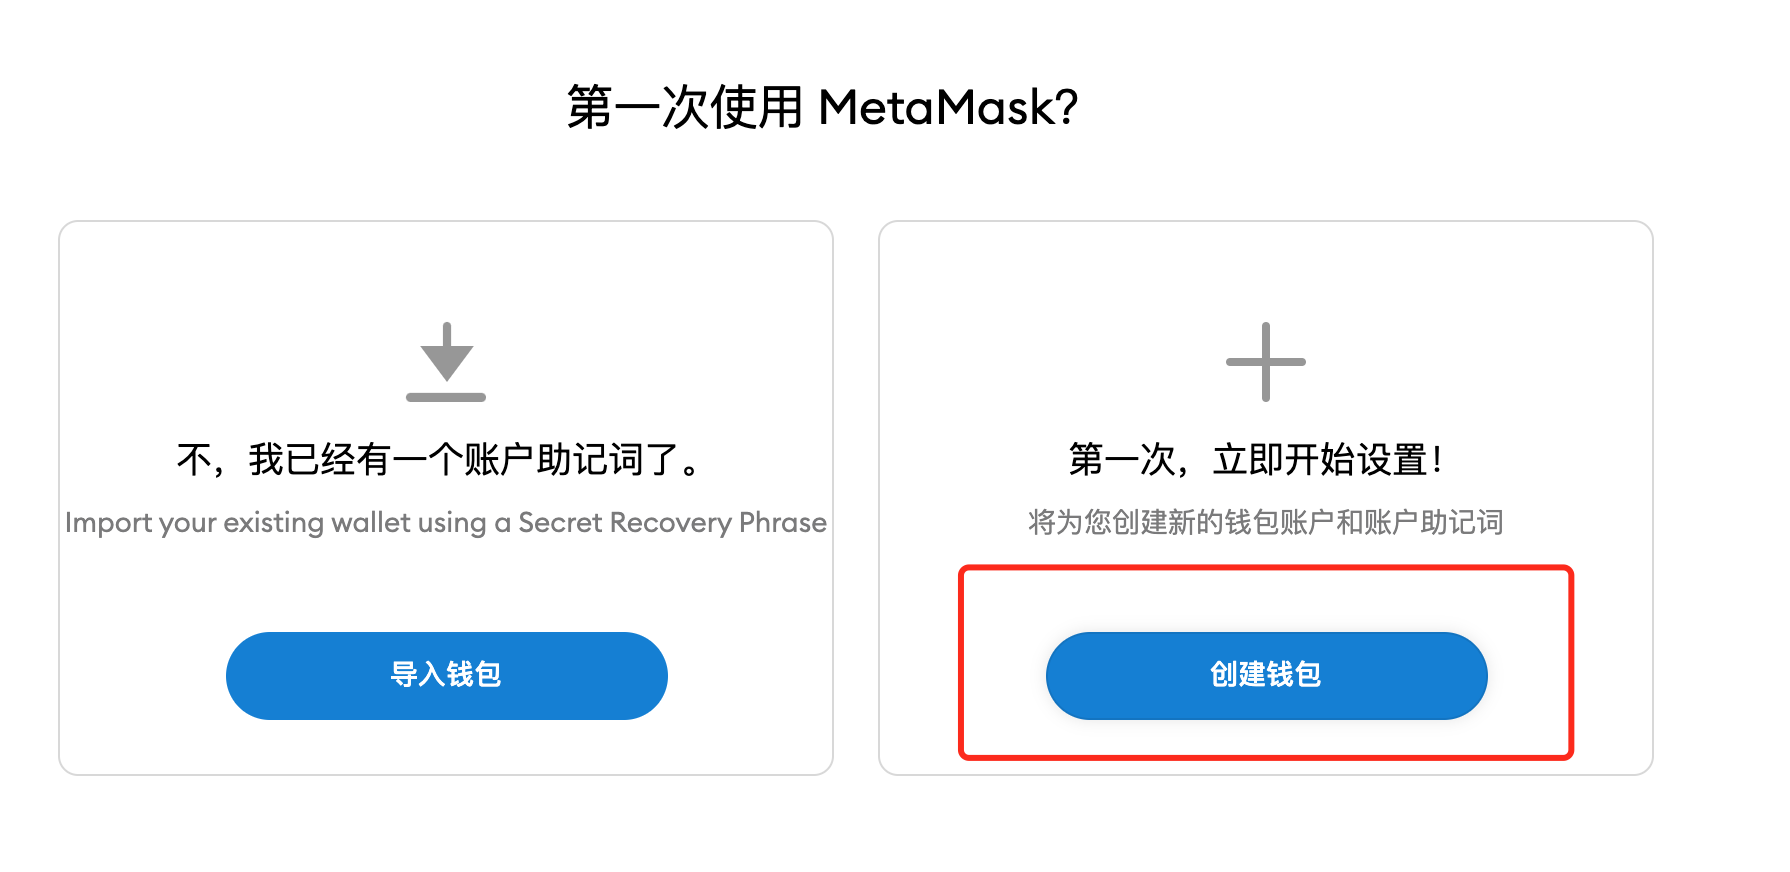 第一次使用 MetaMask?
不，我已经有一个账户助记词了。
Import your existing wallet using a Secret Recovery Phrase
导入钱包
第一次，立即开始设置！
将为您创建新的钱包账户和账户助记词
创建钱包